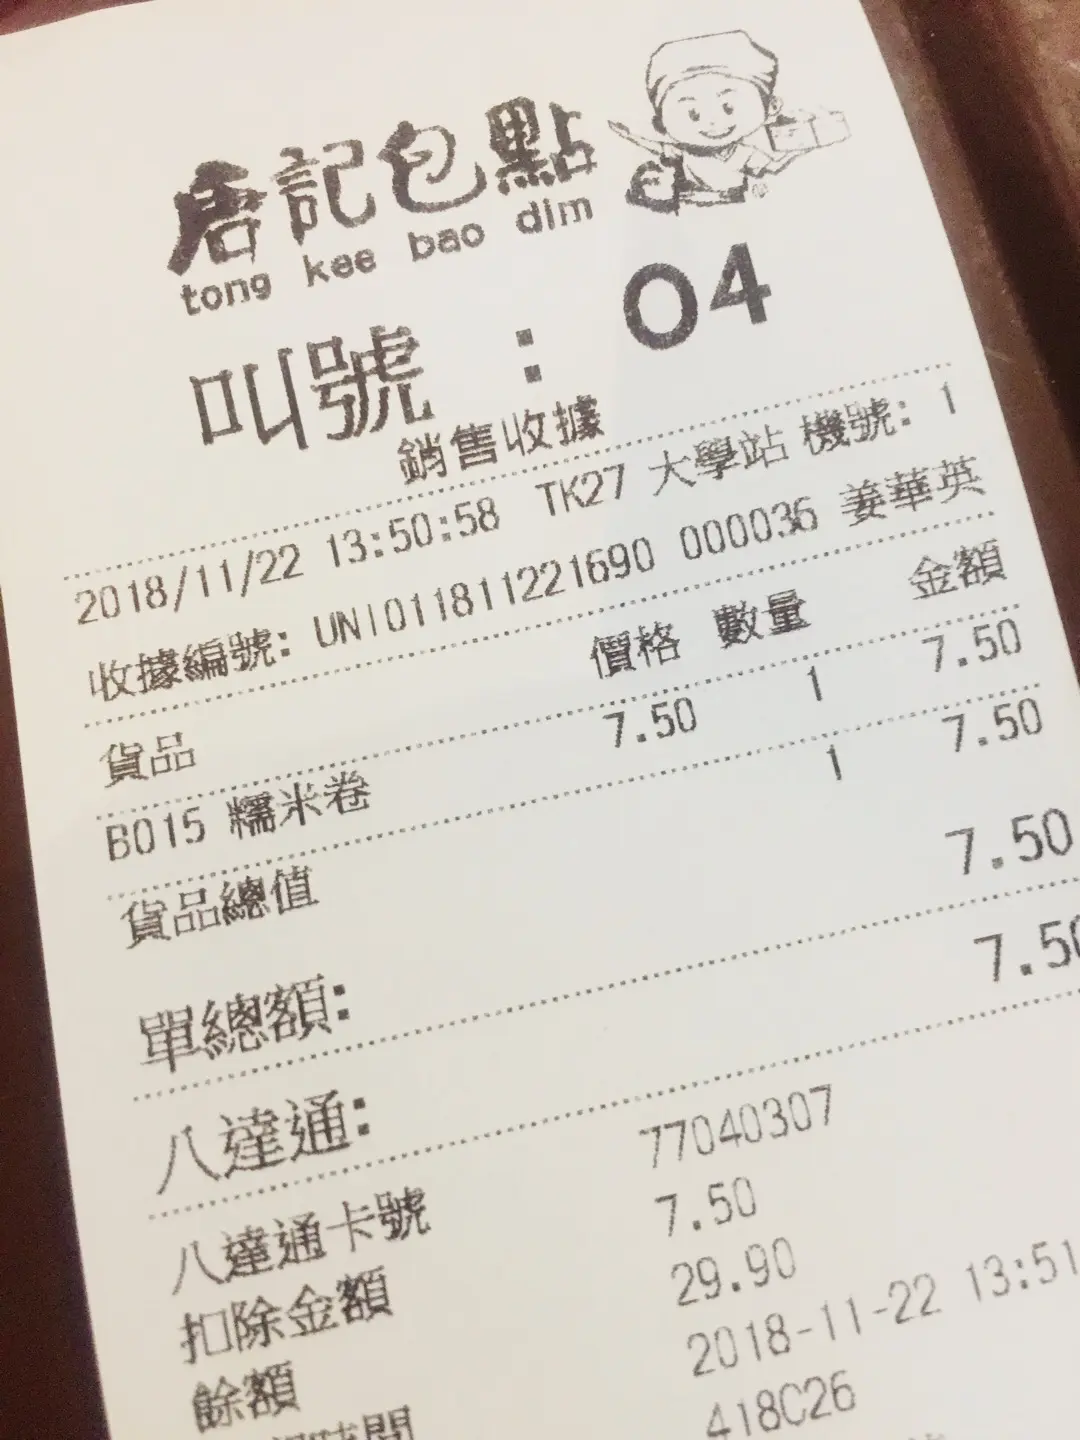 唐記包點
tong kee bao dim
叫號 : 04
銷售收據
2018/11/22 13:50:58 TK27 大學站 機號: 1
收據編號: UNI011811221690 000036 姜華英
貨品 價格 數量 金額
B015 糯米卷 7.50 1 7.50
貨品總值 1 7.50
單總額: 7.50
八達通: 7.50
八達通卡號 77040307
扣除金額 7.50
餘額 29.90
時間 2018-11-22 13:51
418C26